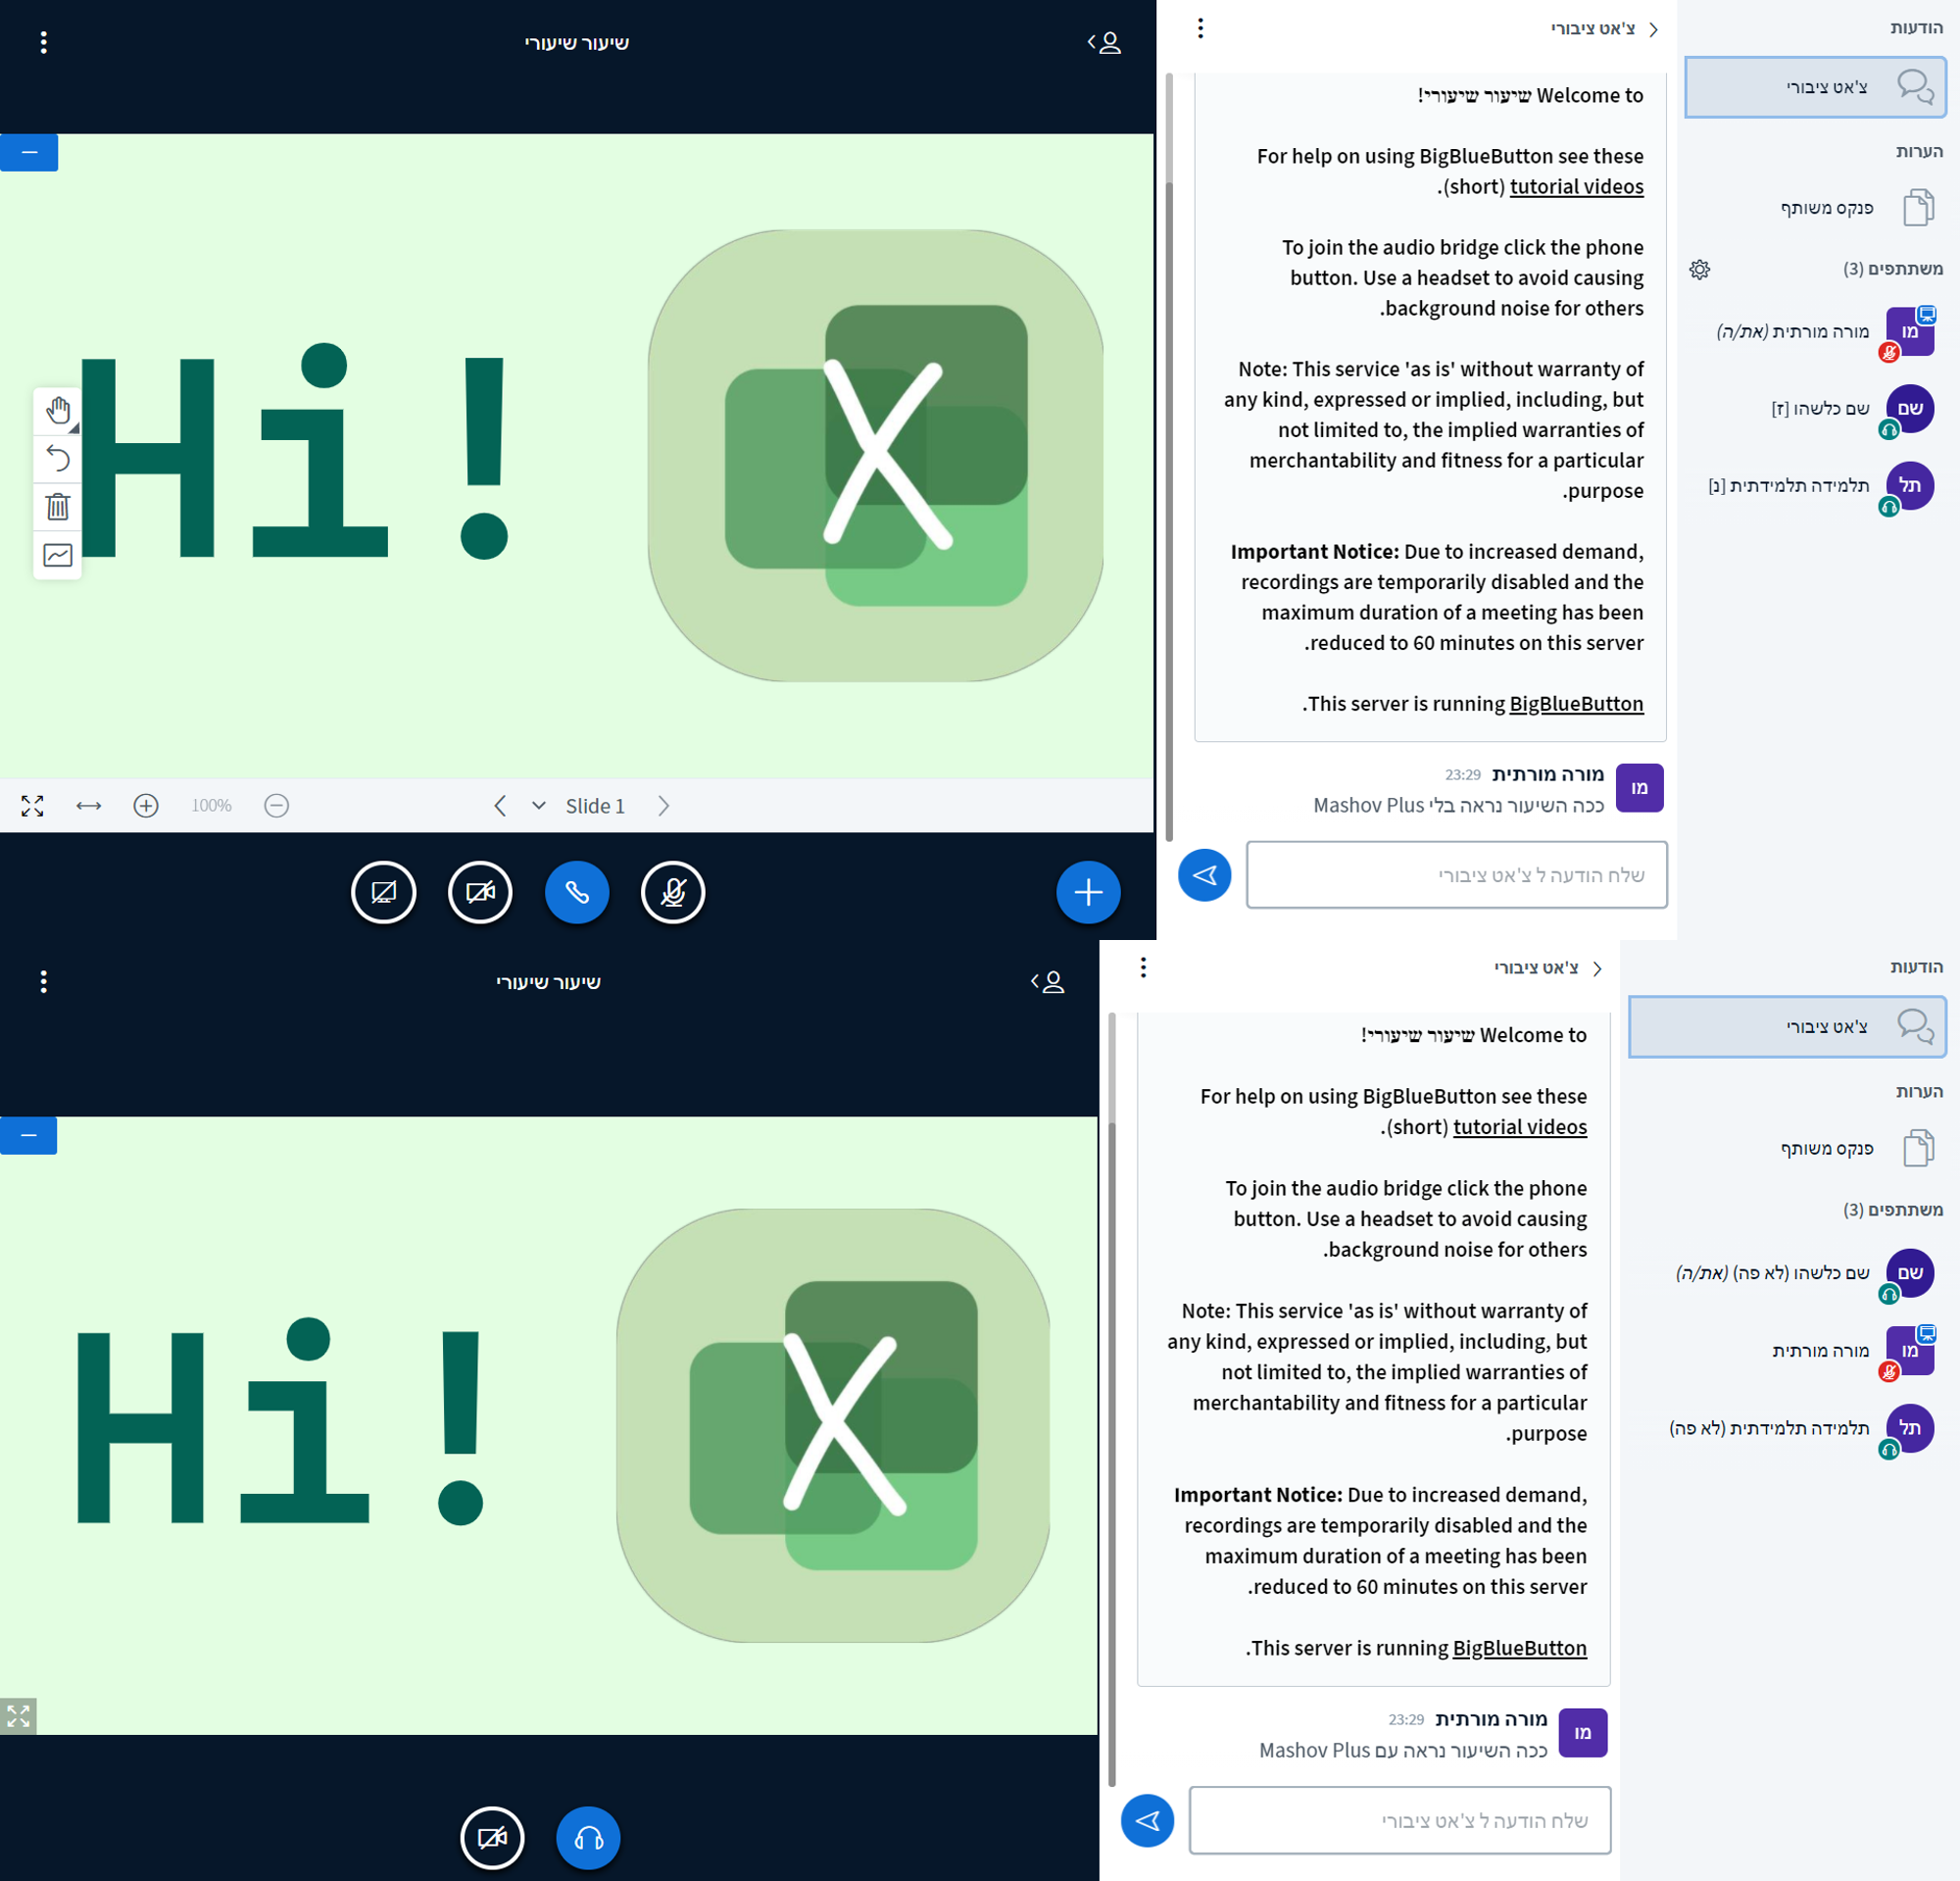 שיעור שיעורי
Hi!
100%
Slide 1
צ'אט ציבורי
Welcome to שיעור שיעורי!
For help on using BigBlueButton see these
(short) tutorial videos.
To join the audio bridge click the phone
button. Use a headset to avoid causing
background noise for others.
Note: This service 'as is' without warranty of
any kind, expressed or implied, including, but
not limited to, the implied warranties of
merchantability and fitness for a particular
purpose.
Important Notice: Due to increased demand,
recordings are temporarily disabled and the
maximum duration of a meeting has been
reduced to 60 minutes on this server.
This server is running BigBlueButton.
מו
מורה מורתית 23:29
ככה השיעור נראה בלי Mashov Plus
שלח הודעה ל צ'אט ציבורי
הודעות
צ'אט ציבורי
הערות
פנקס משותף
משתתפים (3)
מו
מורה מורתית (את/ה)
שם
שם כלשהו [ז]
תל
תלמידה תלמידתית [נ]
שיעור שיעורי
Hi!
צ'אט ציבורי
Welcome to שיעור שיעורי!
For help on using BigBlueButton see these
(short) tutorial videos.
To join the audio bridge click the phone
button. Use a headset to avoid causing
background noise for others.
Note: This service 'as is' without warranty of
any kind, expressed or implied, including, but
not limited to, the implied warranties of
merchantability and fitness for a particular
purpose.
Important Notice: Due to increased demand,
recordings are temporarily disabled and the
maximum duration of a meeting has been
reduced to 60 minutes on this server.
This server is running BigBlueButton.
מו
מורה מורתית 23:29
ככה השיעור נראה עם Mashov Plus
שלח הודעה ל צ'אט ציבורי
הודעות
צ'אט ציבורי
הערות
פנקס משותף
משתתפים (3)
שם
שם כלשהו (לא פה) (את/ה)
מו
מורה מורתית
תל
תלמידה תלמידתית (לא פה)